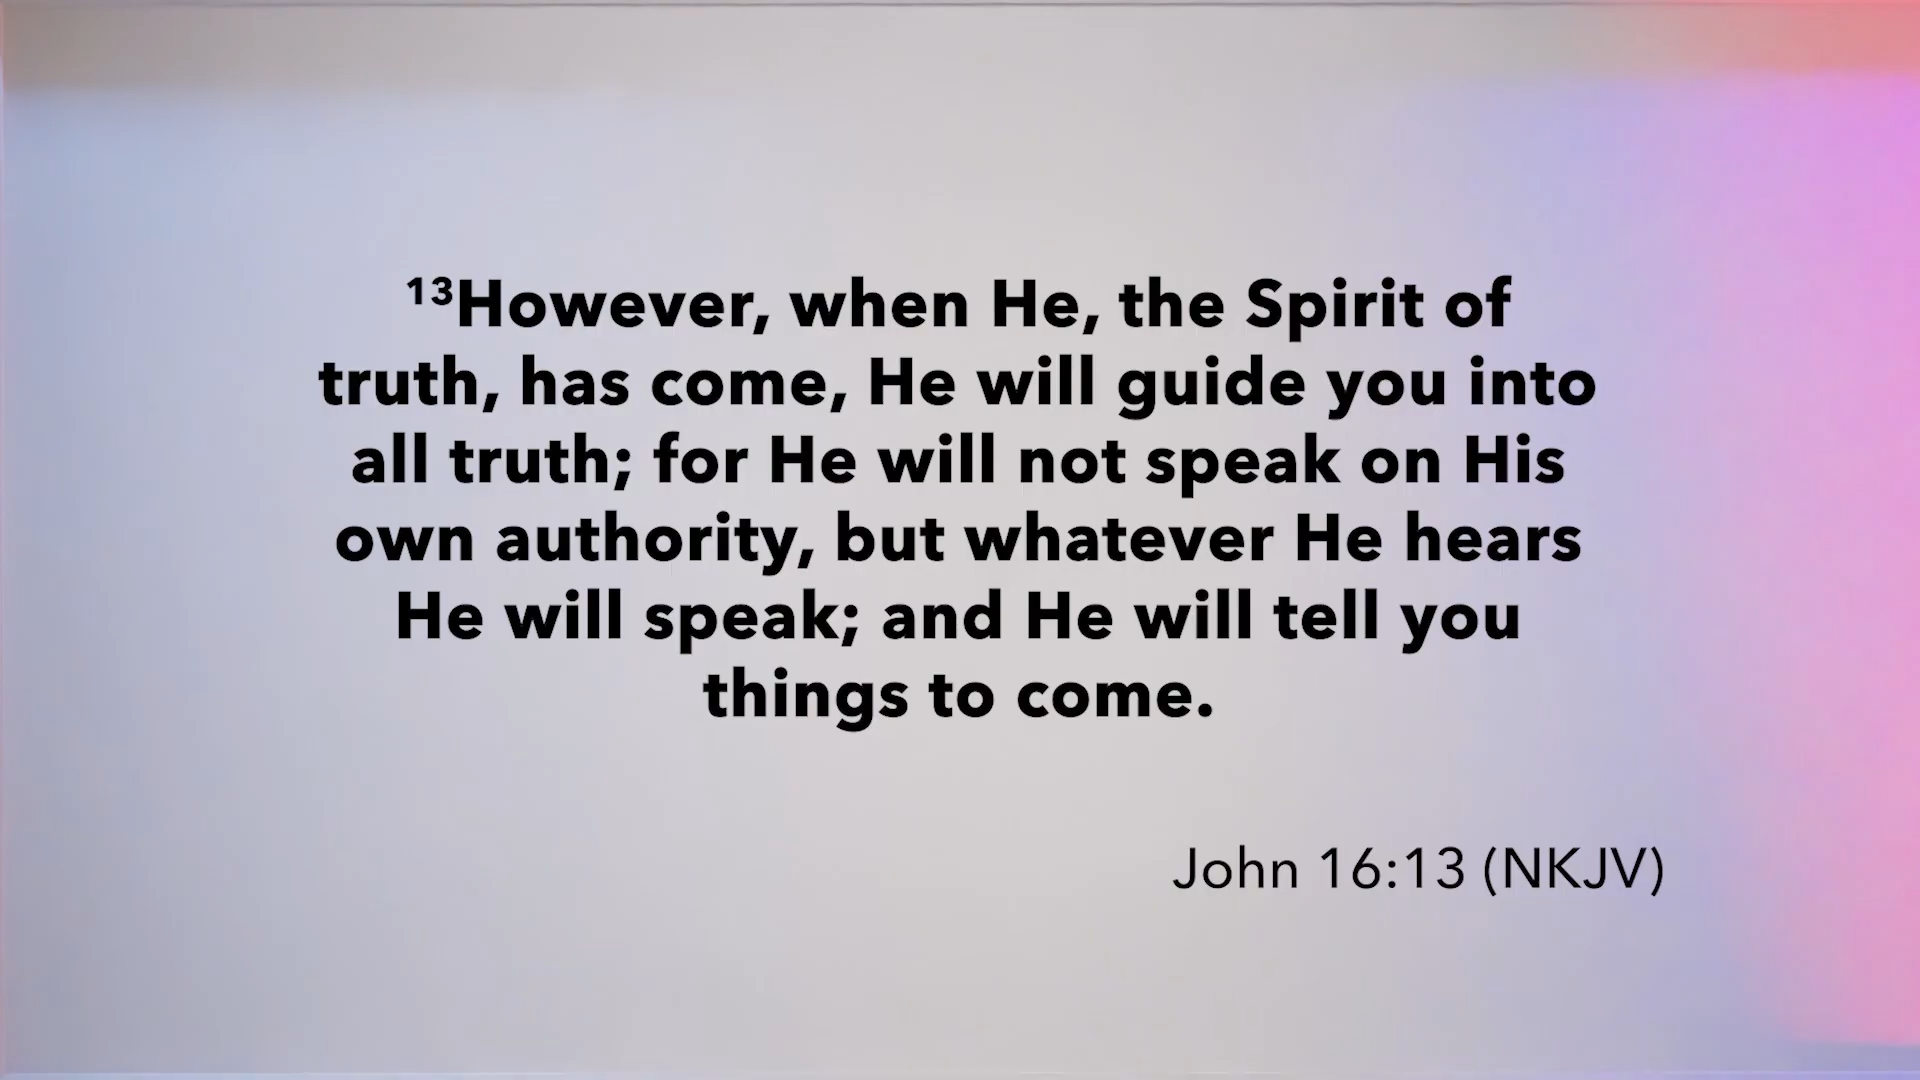 ¹³However, when He, the Spirit of
truth, has come, He will guide you into
all truth; for He will not speak on His
own authority, but whatever He hears
He will speak; and He will tell you
things to come.
John 16:13 (NKJV)